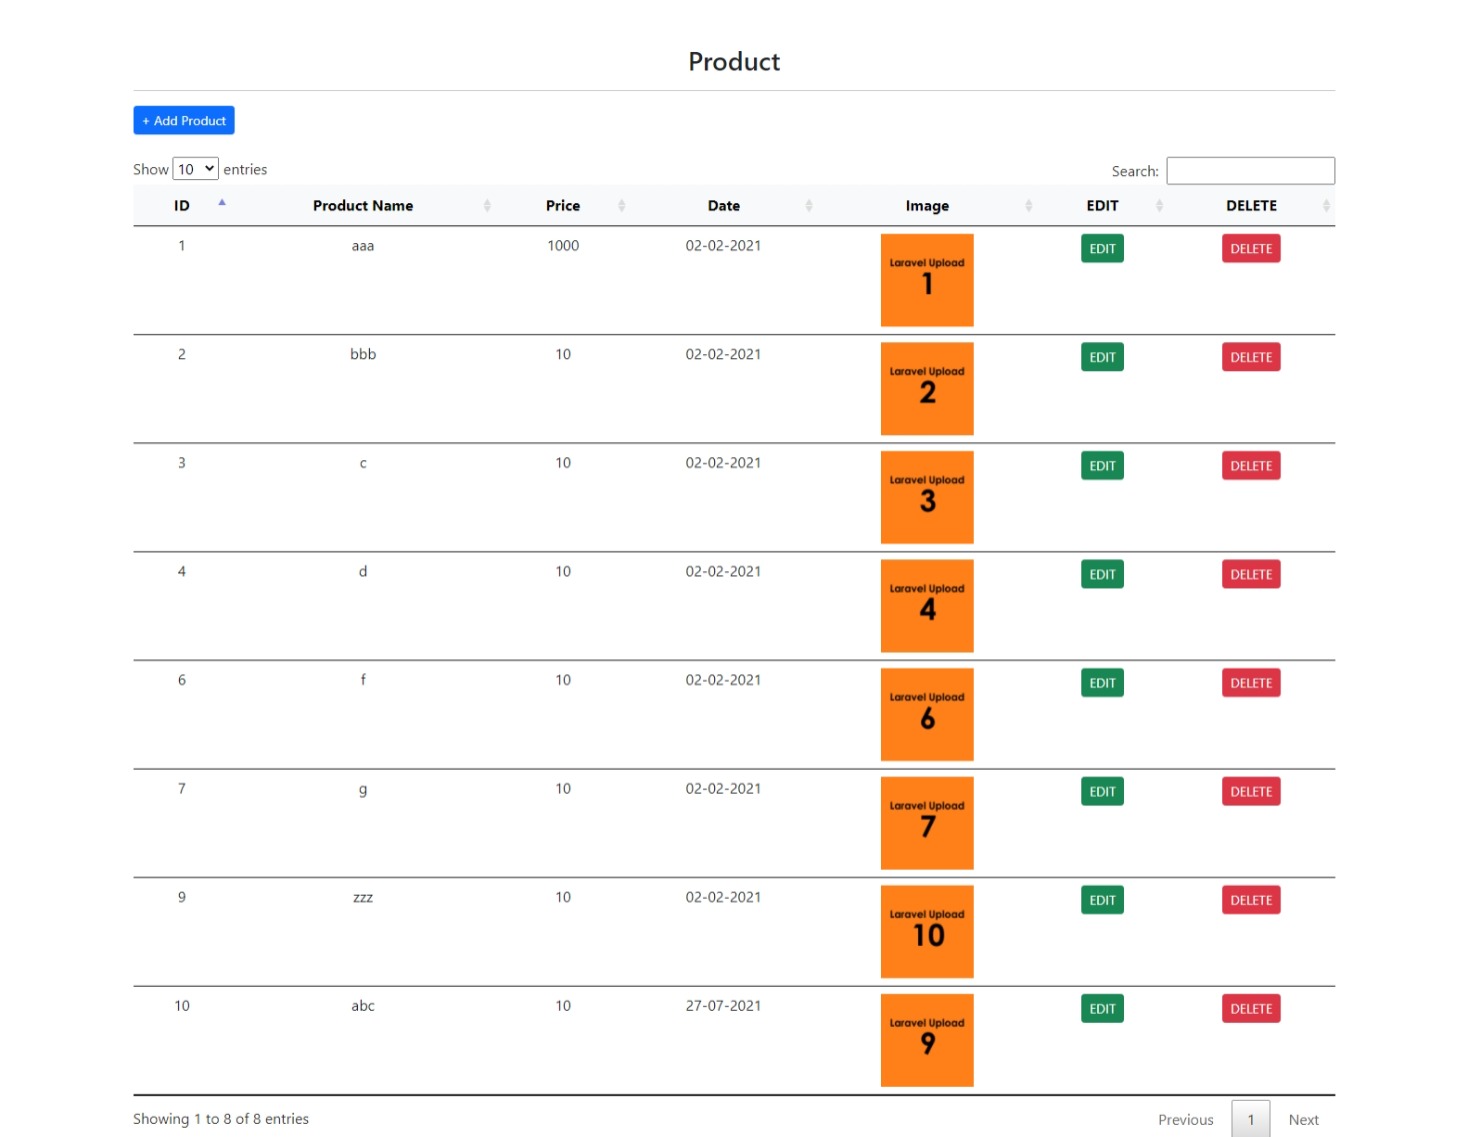 Product
+ Add Product
Show 10 entries
Search:
ID Product Name Price Date Image EDIT DELETE
1 aaa 1000 02-02-2021 Laravel Upload 1 EDIT DELETE
2 bbb 10 02-02-2021 Laravel Upload 2 EDIT DELETE
3 c 10 02-02-2021 Laravel Upload 3 EDIT DELETE
4 d 10 02-02-2021 Laravel Upload 4 EDIT DELETE
6 f 10 02-02-2021 Laravel Upload 6 EDIT DELETE
7 g 10 02-02-2021 Laravel Upload 7 EDIT DELETE
9 zzz 10 02-02-2021 Laravel Upload 10 EDIT DELETE
10 abc 10 27-07-2021 Laravel Upload 9 EDIT DELETE
Showing 1 to 8 of 8 entries
Previous 1 Next